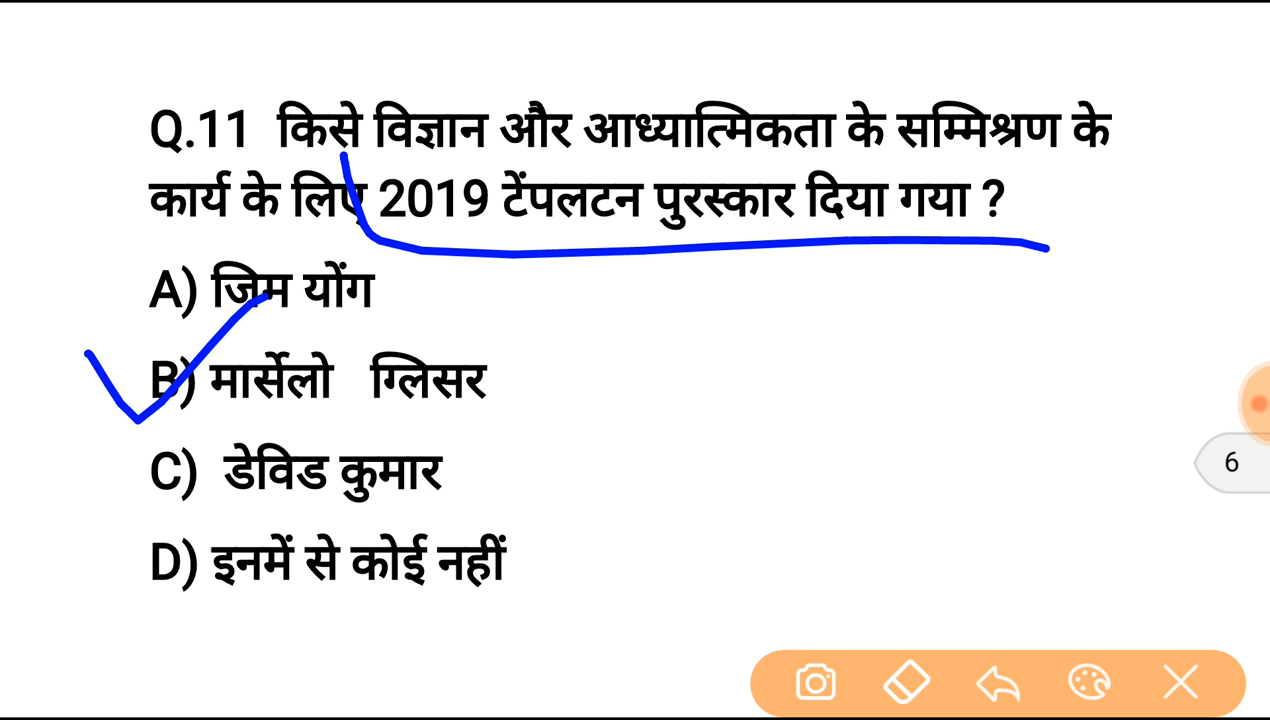 Q.11 किसे विज्ञान और आध्यात्मिकता के सम्मिश्रण के
कार्य के लिए 2019 टेंपलटन पुरस्कार दिया गया ?
A) जिम योंग
B) मार्सेलो ग्लिसर
C) डेविड कुमार
D) इनमें से कोई नहीं
6